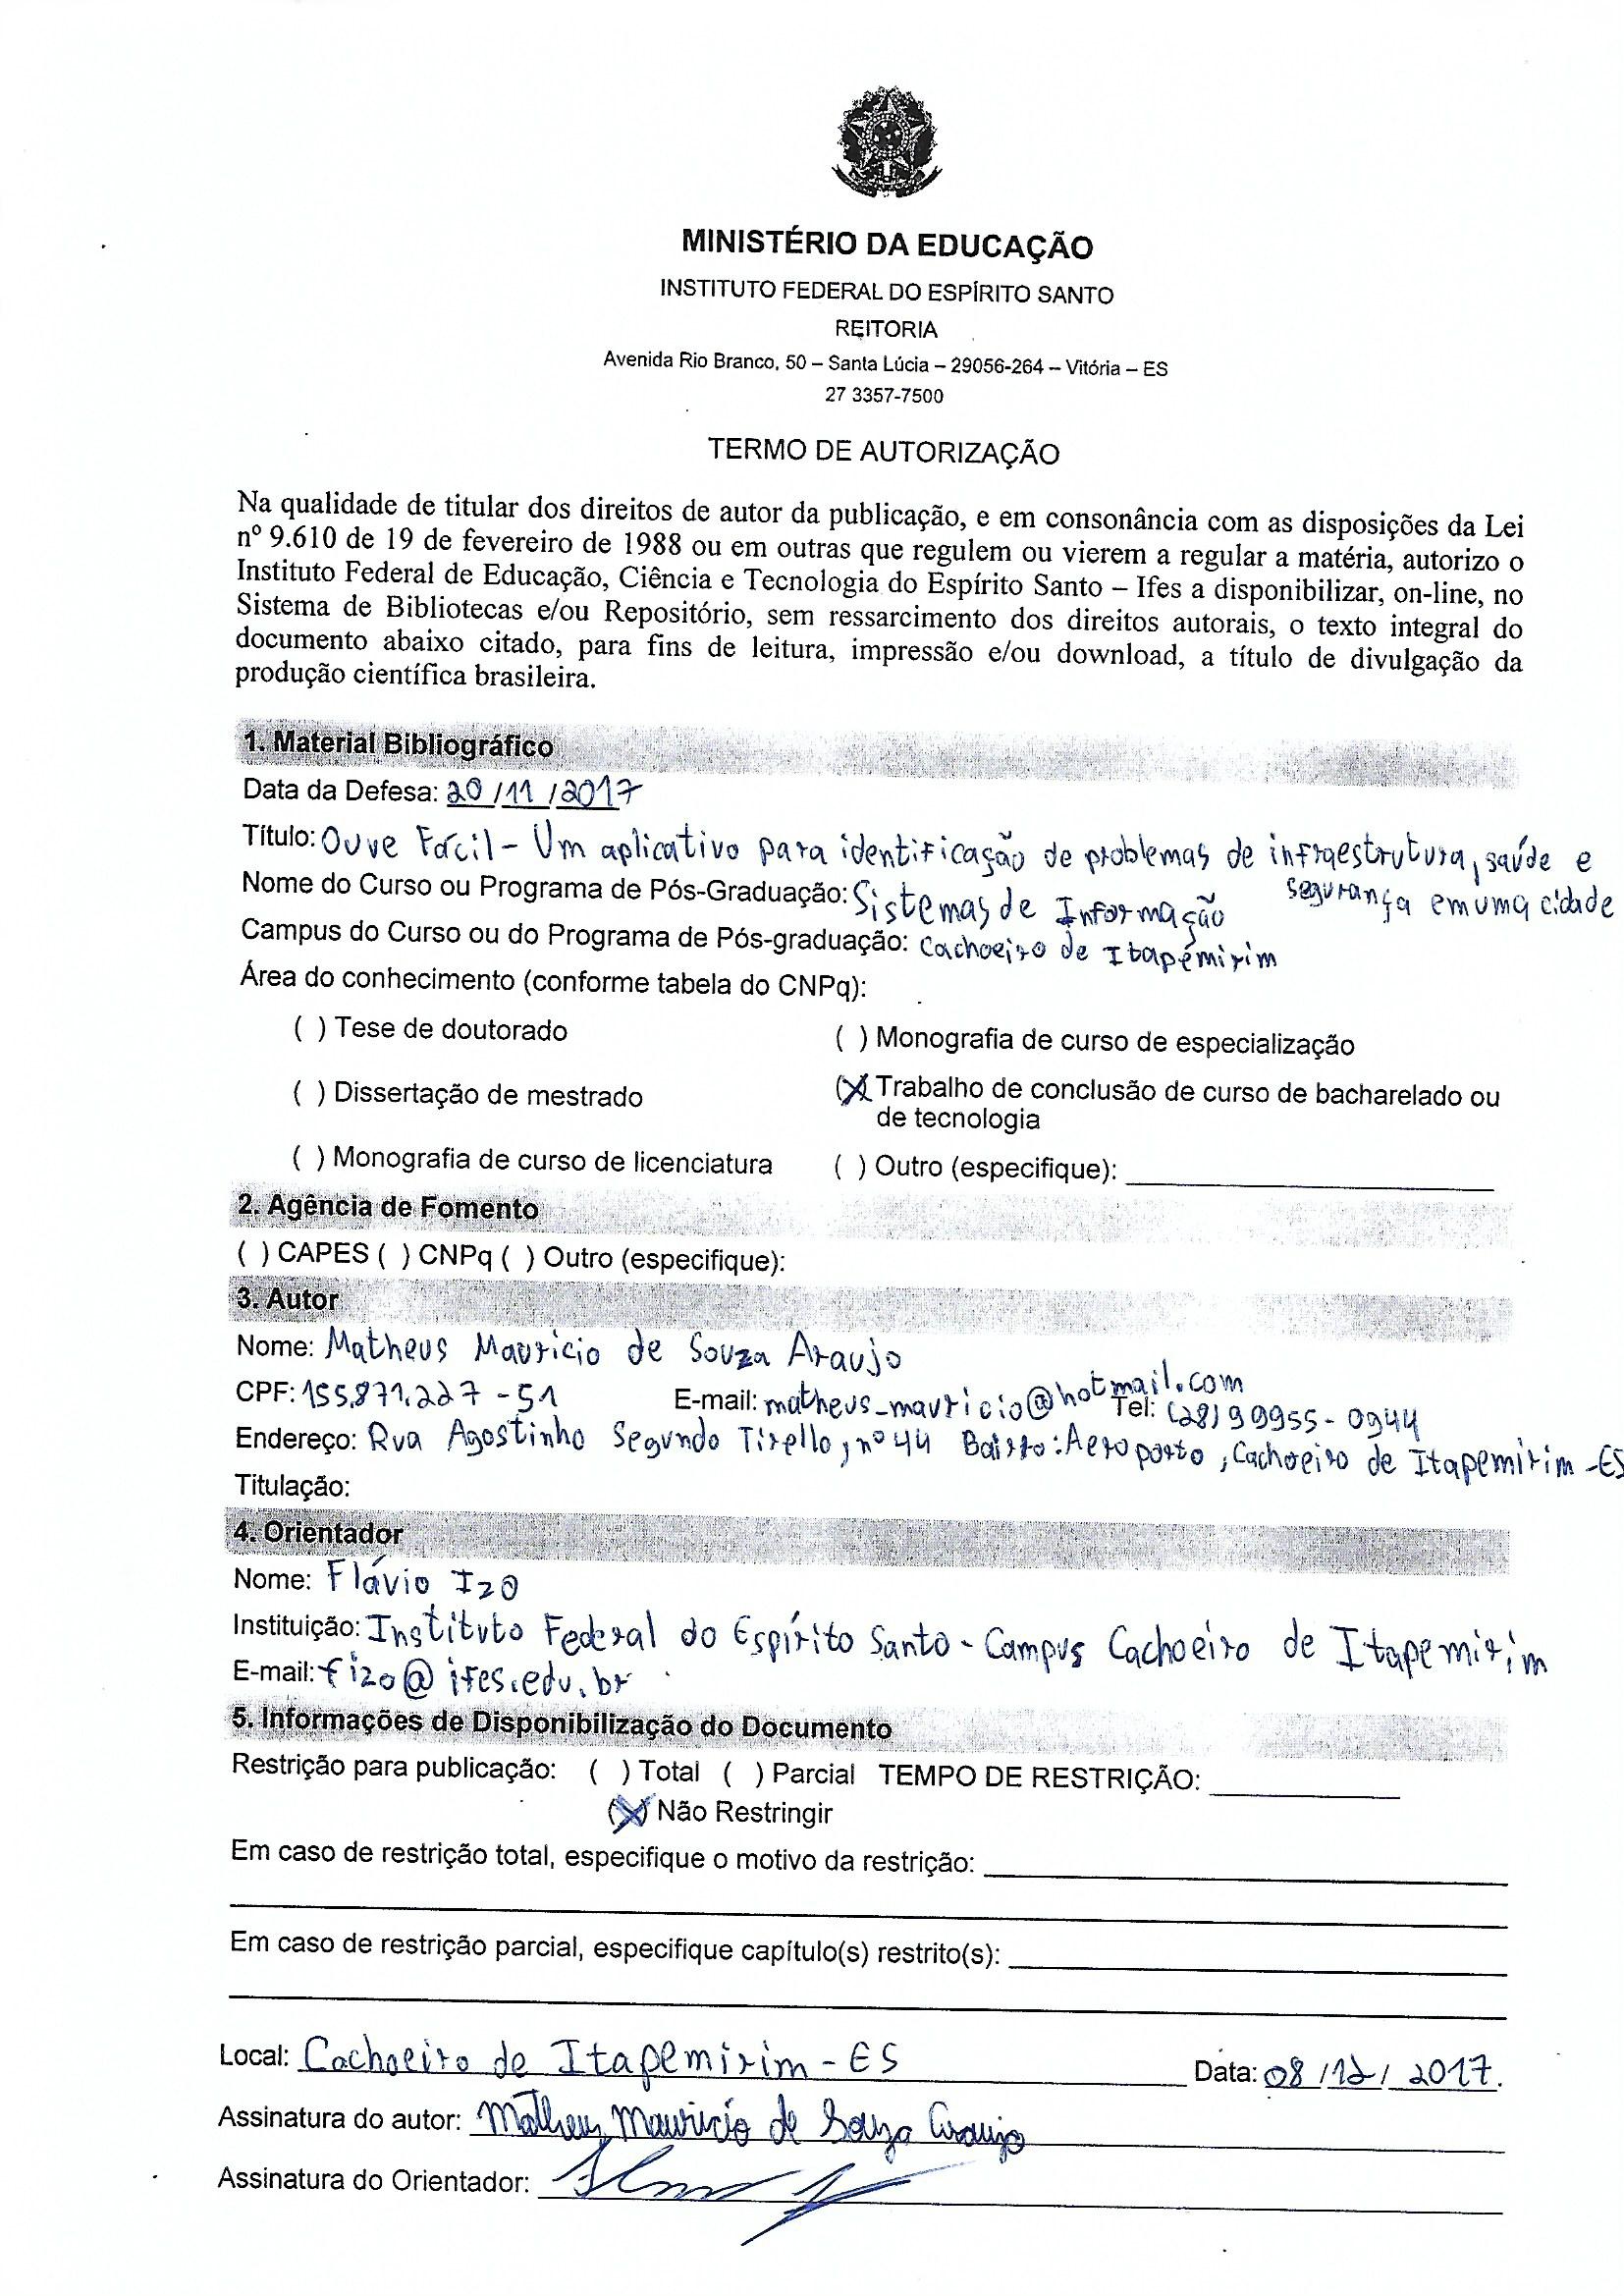 MINISTÉRIO DA EDUCAÇÃO
INSTITUTO FEDERAL DO ESPÍRITO SANTO
REITORIA
Avenida Rio Branco, 50 – Santa Lúcia – 29056-264 – Vitória – ES
27 3357-7500
TERMO DE AUTORIZAÇÃO
Na qualidade de titular dos direitos de autor da publicação, e em consonância com as disposições da Lei
nº 9.610 de 19 de fevereiro de 1988 ou em outras que regulem ou vierem a regular a matéria, autorizo o
Instituto Federal de Educação, Ciência e Tecnologia do Espírito Santo – Ifes a disponibilizar, on-line, no
Sistema de Bibliotecas e/ou Repositório, sem ressarcimento dos direitos autorais, o texto integral do
documento abaixo citado, para fins de leitura, impressão e/ou download, a título de divulgação da
produção científica brasileira.
1. Material Bibliográfico
Data da Defesa: 20/11/2017
Título: Ouve Fácil - Um aplicativo para identificação de problemas de infraestrutura, saúde e
segurança em uma cidade
Nome do Curso ou Programa de Pós-Graduação: Sistemas de Informação
Campus do Curso ou do Programa de Pós-graduação: Cachoeiro de Itapemirim
Área do conhecimento (conforme tabela do CNPq):
( ) Tese de doutorado ( ) Monografia de curso de especialização
( ) Dissertação de mestrado (X) Trabalho de conclusão de curso de bacharelado ou
de tecnologia
( ) Monografia de curso de licenciatura ( ) Outro (especifique):
2. Agência de Fomento
( ) CAPES ( ) CNPq ( ) Outro (especifique):
3. Autor
Nome: Matheus Mauricio de Souza Araujo
CPF: 155.871.227-51 E-mail: matheus_mauricio@hotmail.com Tel: (28) 99955-0944
Endereço: Rua Agostinho Segundo Tirello, nº 44 Bairro: Aeroporto, Cachoeiro de Itapemirim - ES
Titulação:
4. Orientador
Nome: Flávio Izo
Instituição: Instituto Federal do Espírito Santo - Campus Cachoeiro de Itapemirim
E-mail: fizo@ifes.edu.br
5. Informações de Disponibilização do Documento
Restrição para publicação: ( ) Total ( ) Parcial TEMPO DE RESTRIÇÃO:
(X) Não Restringir
Em caso de restrição total, especifique o motivo da restrição:
Em caso de restrição parcial, especifique capítulo(s) restrito(s):
Local: Cachoeiro de Itapemirim - ES Data: 08/12/2017.
Assinatura do autor: Matheus Mauricio de Souza Araujo
Assinatura do Orientador: